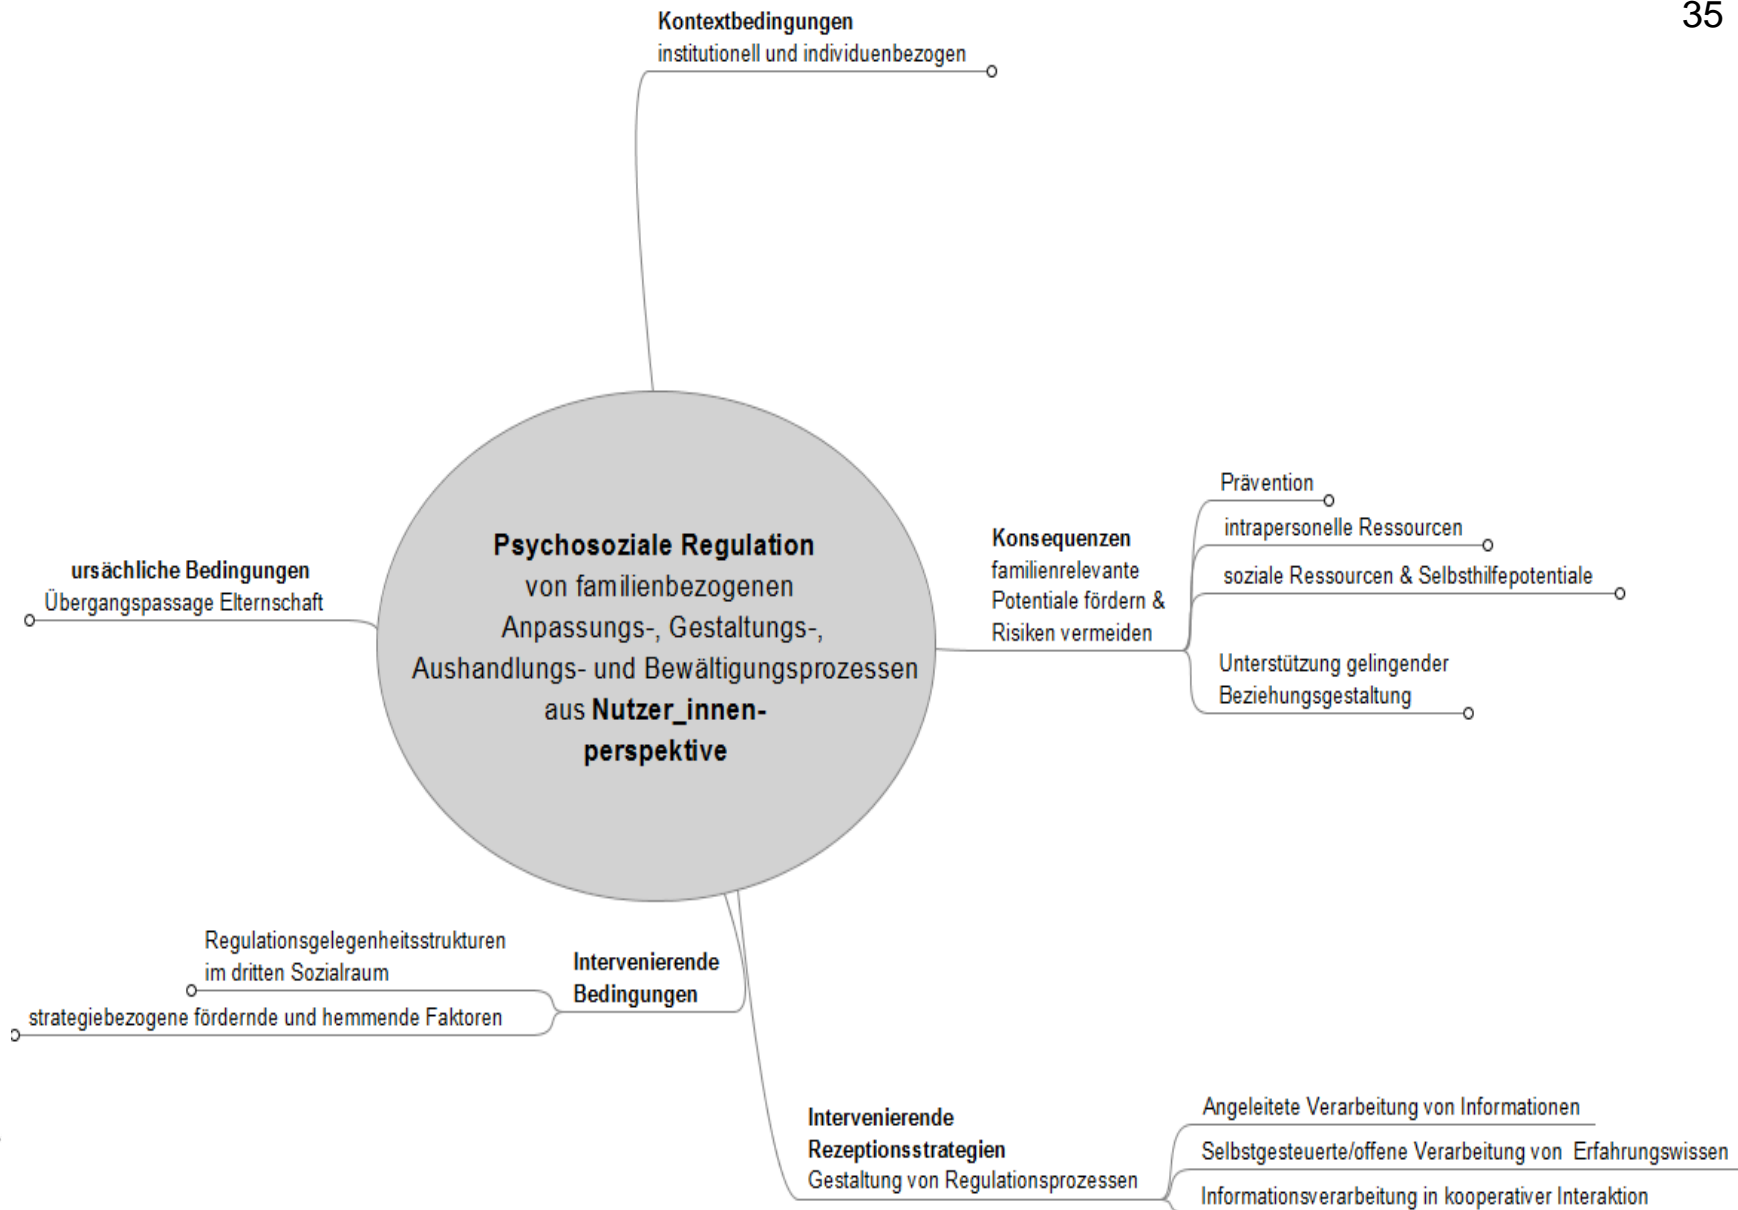 35
Kontextbedingungen
institutionell und individuenbezogen
Psychosoziale Regulation
von familienbezogenen
Anpassungs-, Gestaltungs-,
Aushandlungs- und Bewältigungsprozessen
aus Nutzer_innen-
perspektive
ursächliche Bedingungen
Übergangspassage Elternschaft
Konsequenzen
familienrelevante
Potentiale fördern &
Risiken vermeiden
Prävention
intrapersonelle Ressourcen
soziale Ressourcen & Selbsthilfepotentiale
Unterstützung gelingender
Beziehungsgestaltung
Intervenierende
Bedingungen
Regulationsgelegenheitsstrukturen
im dritten Sozialraum
strategiebezogene fördernde und hemmende Faktoren
Intervenierende
Rezeptionsstrategien
Gestaltung von Regulationsprozessen
Angeleitete Verarbeitung von Informationen
Selbstgesteuerte/offene Verarbeitung von Erfahrungswissen
Informationsverarbeitung in kooperativer Interaktion